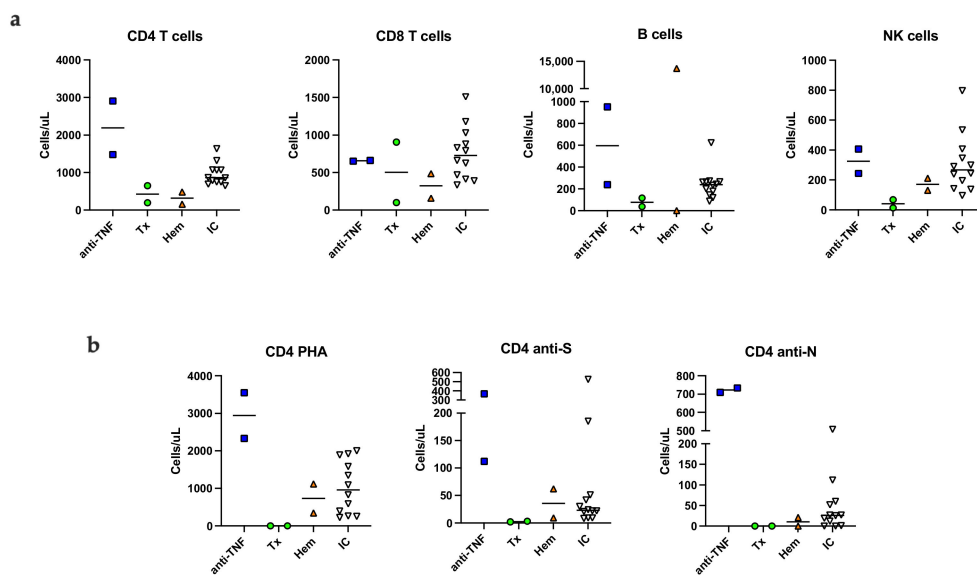 a
CD4 T cells
Cells/uL
4000
3000
2000
1000
0
anti-TNF
Tx
Hem
IC
CD8 T cells
Cells/uL
2000
1500
1000
500
0
anti-TNF
Tx
Hem
IC
B cells
Cells/uL
15,000
10,000
1000
800
600
400
200
0
anti-TNF
Tx
Hem
IC
NK cells
Cells/uL
1000
800
600
400
200
0
anti-TNF
Tx
Hem
IC
b
CD4 PHA
Cells/uL
4000
3000
2000
1000
0
anti-TNF
Tx
Hem
IC
CD4 anti-S
Cells/uL
600
500
400
300
200
150
100
50
0
anti-TNF
Tx
Hem
IC
CD4 anti-N
Cells/uL
800
700
600
500
200
150
100
50
0
anti-TNF
Tx
Hem
IC